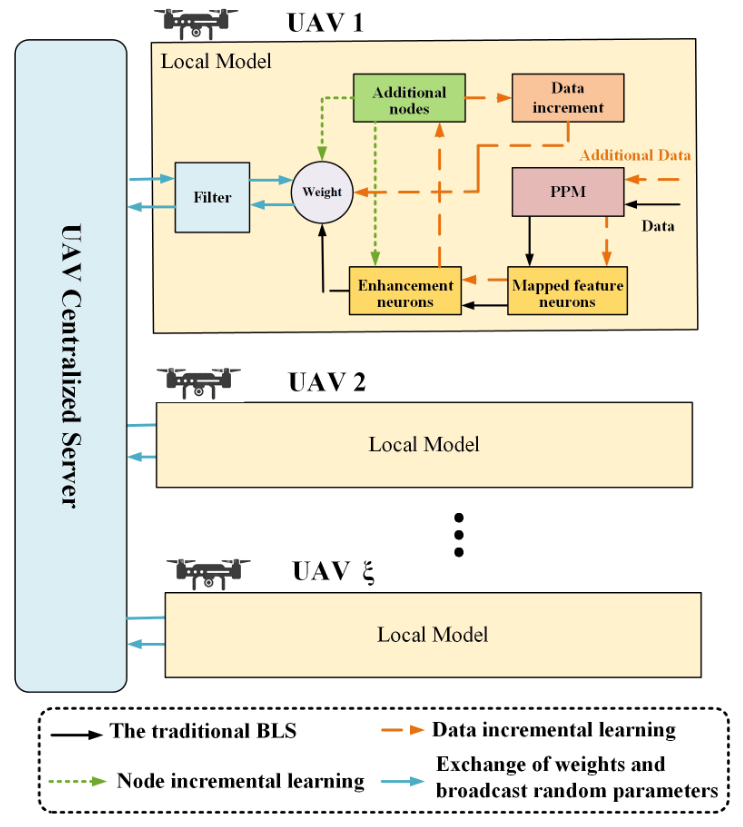 UAV 1
Local Model
Additional
nodes
Data
increment
Additional Data
Filter
Weight
PPM
Data
Enhancement
neurons
Mapped feature
neurons
UAV Centralized Server
UAV 2
Local Model
UAV ξ
Local Model
The traditional BLS
Data incremental learning
Node incremental learning
Exchange of weights and
broadcast random parameters